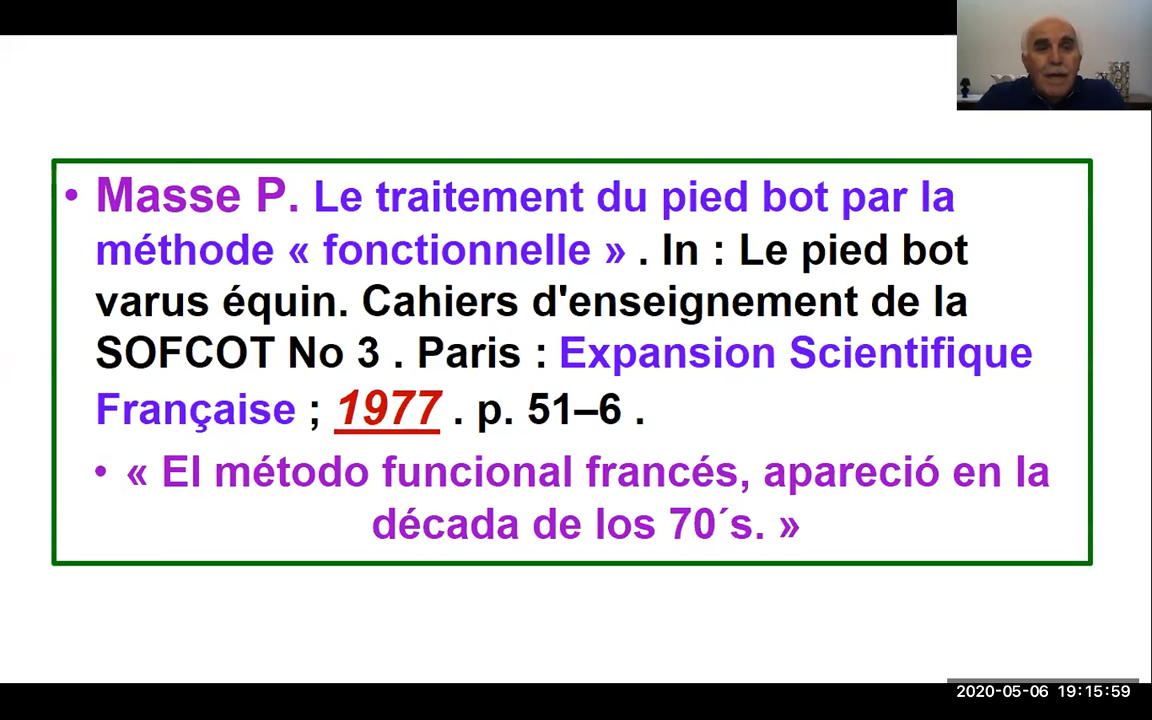 • Masse P. Le traitement du pied bot par la
méthode « fonctionnelle » . In : Le pied bot
varus équin. Cahiers d'enseignement de la
SOFCOT No 3 . Paris : Expansion Scientifique
Française ; 1977 . p. 51–6 .
• « El método funcional francés, apareció en la
década de los 70´s. »
2020-05-06 19:15:59